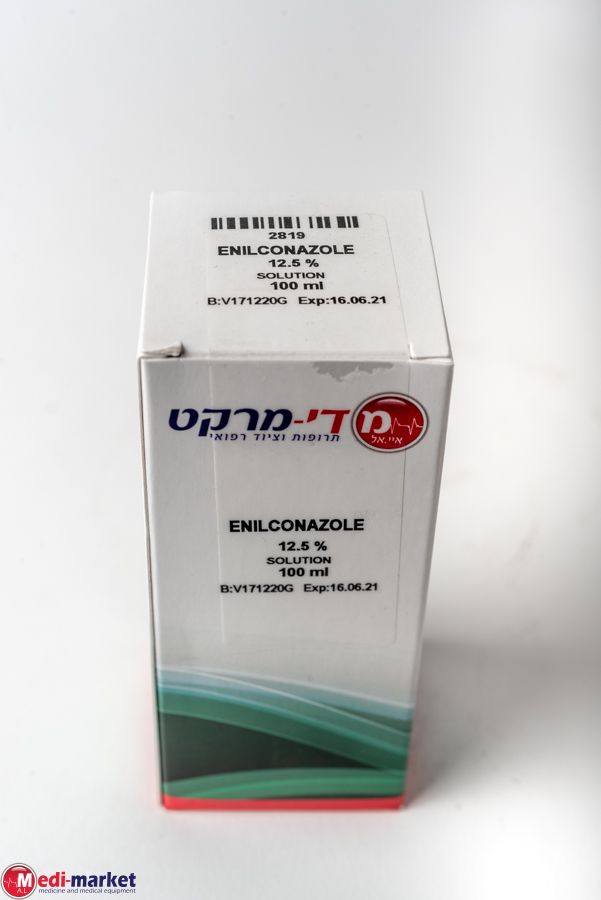 2819
ENILCONAZOLE
12.5 %
SOLUTION
100 ml
B:V171220G Exp:16.06.21
מדי-מרקט
איי.אל
תרופות וציוד רפואי
ENILCONAZOLE
12.5 %
SOLUTION
100 ml
B:V171220G Exp:16.06.21
Medi-market
A.L
medicine and medical equipment